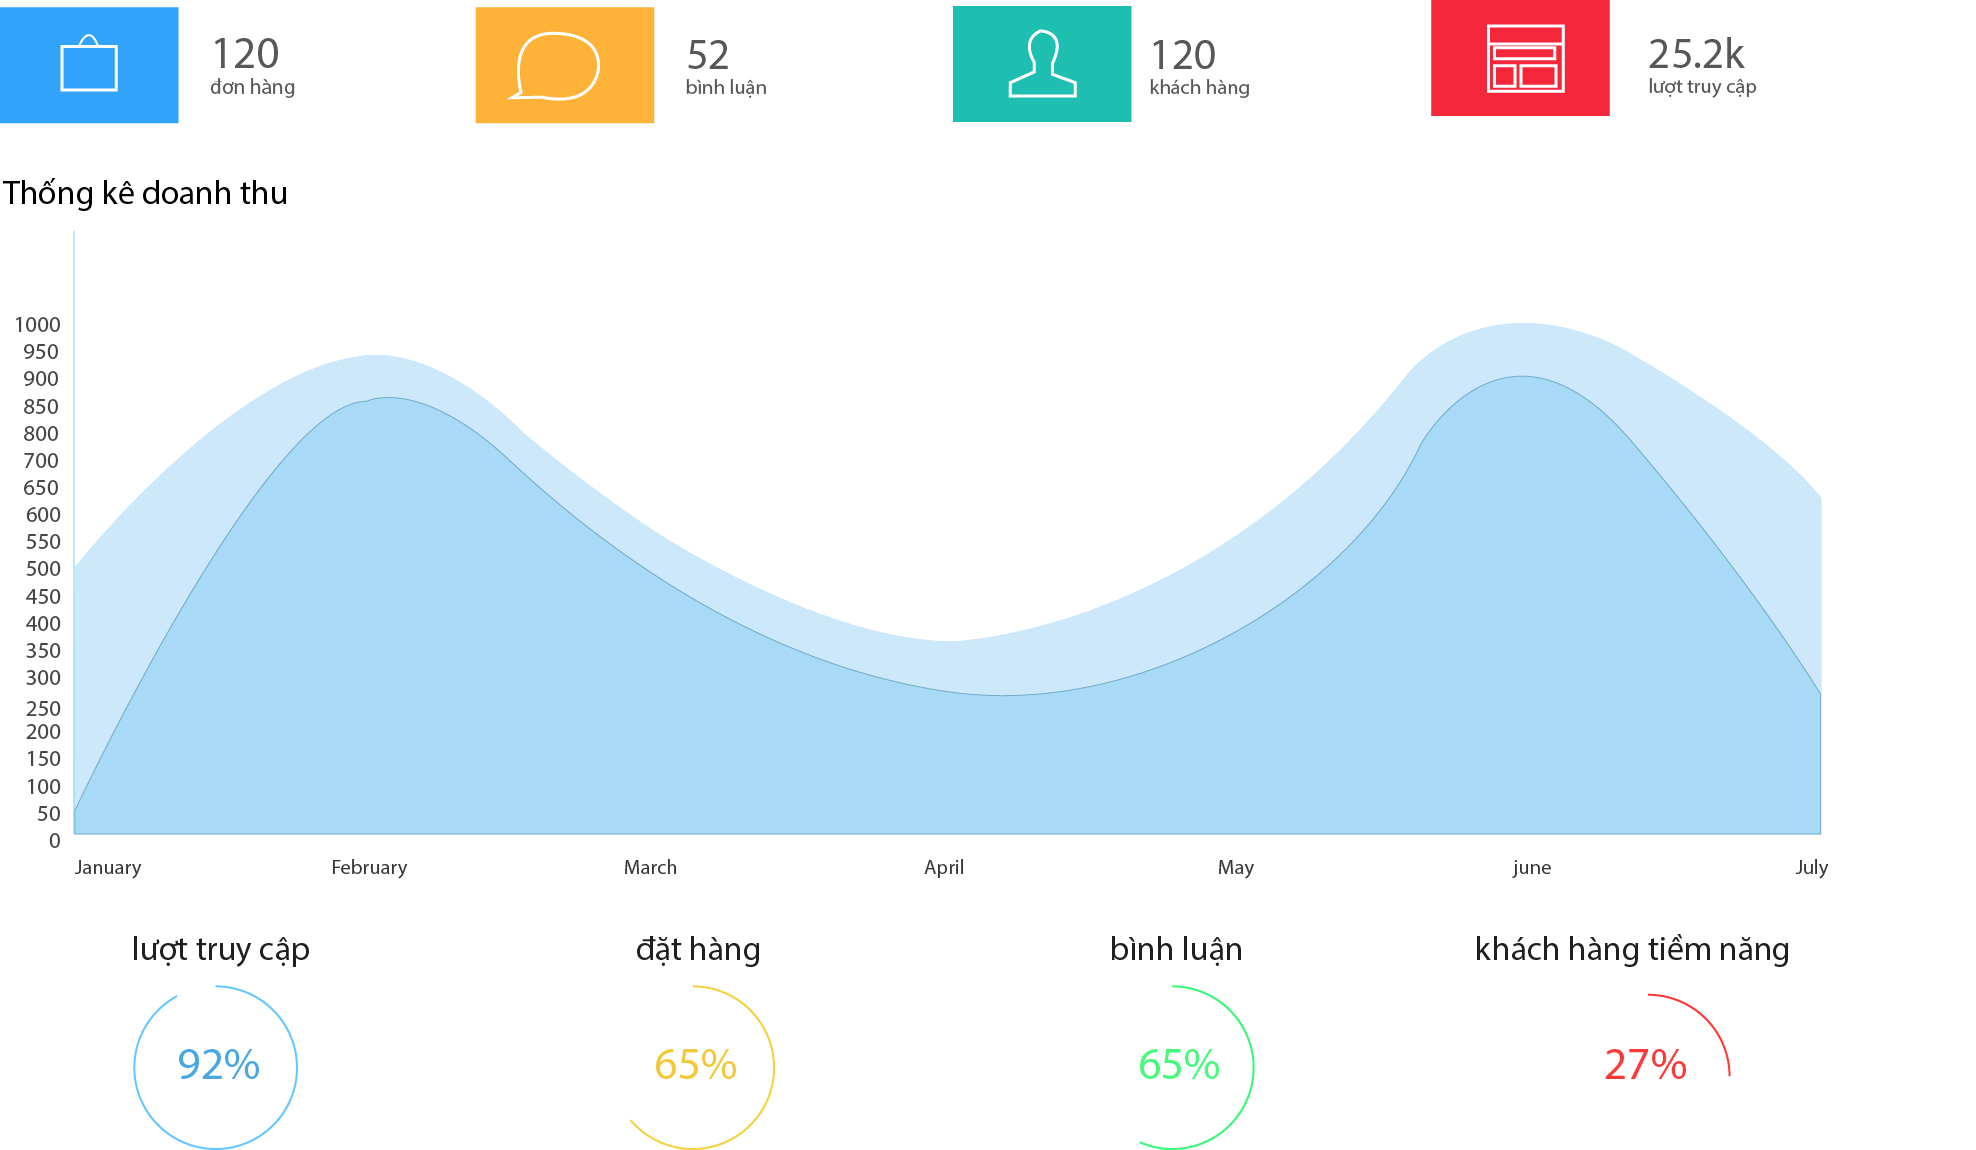 120
đơn hàng
52
bình luận
120
khách hàng
25.2k
lượt truy cập
Thống kê doanh thu
1000
950
900
850
800
700
650
600
550
500
450
400
350
300
250
200
150
100
50
0
January February March April May june July
lượt truy cập
đặt hàng
bình luận
khách hàng tiềm năng
92%
65%
65%
27%